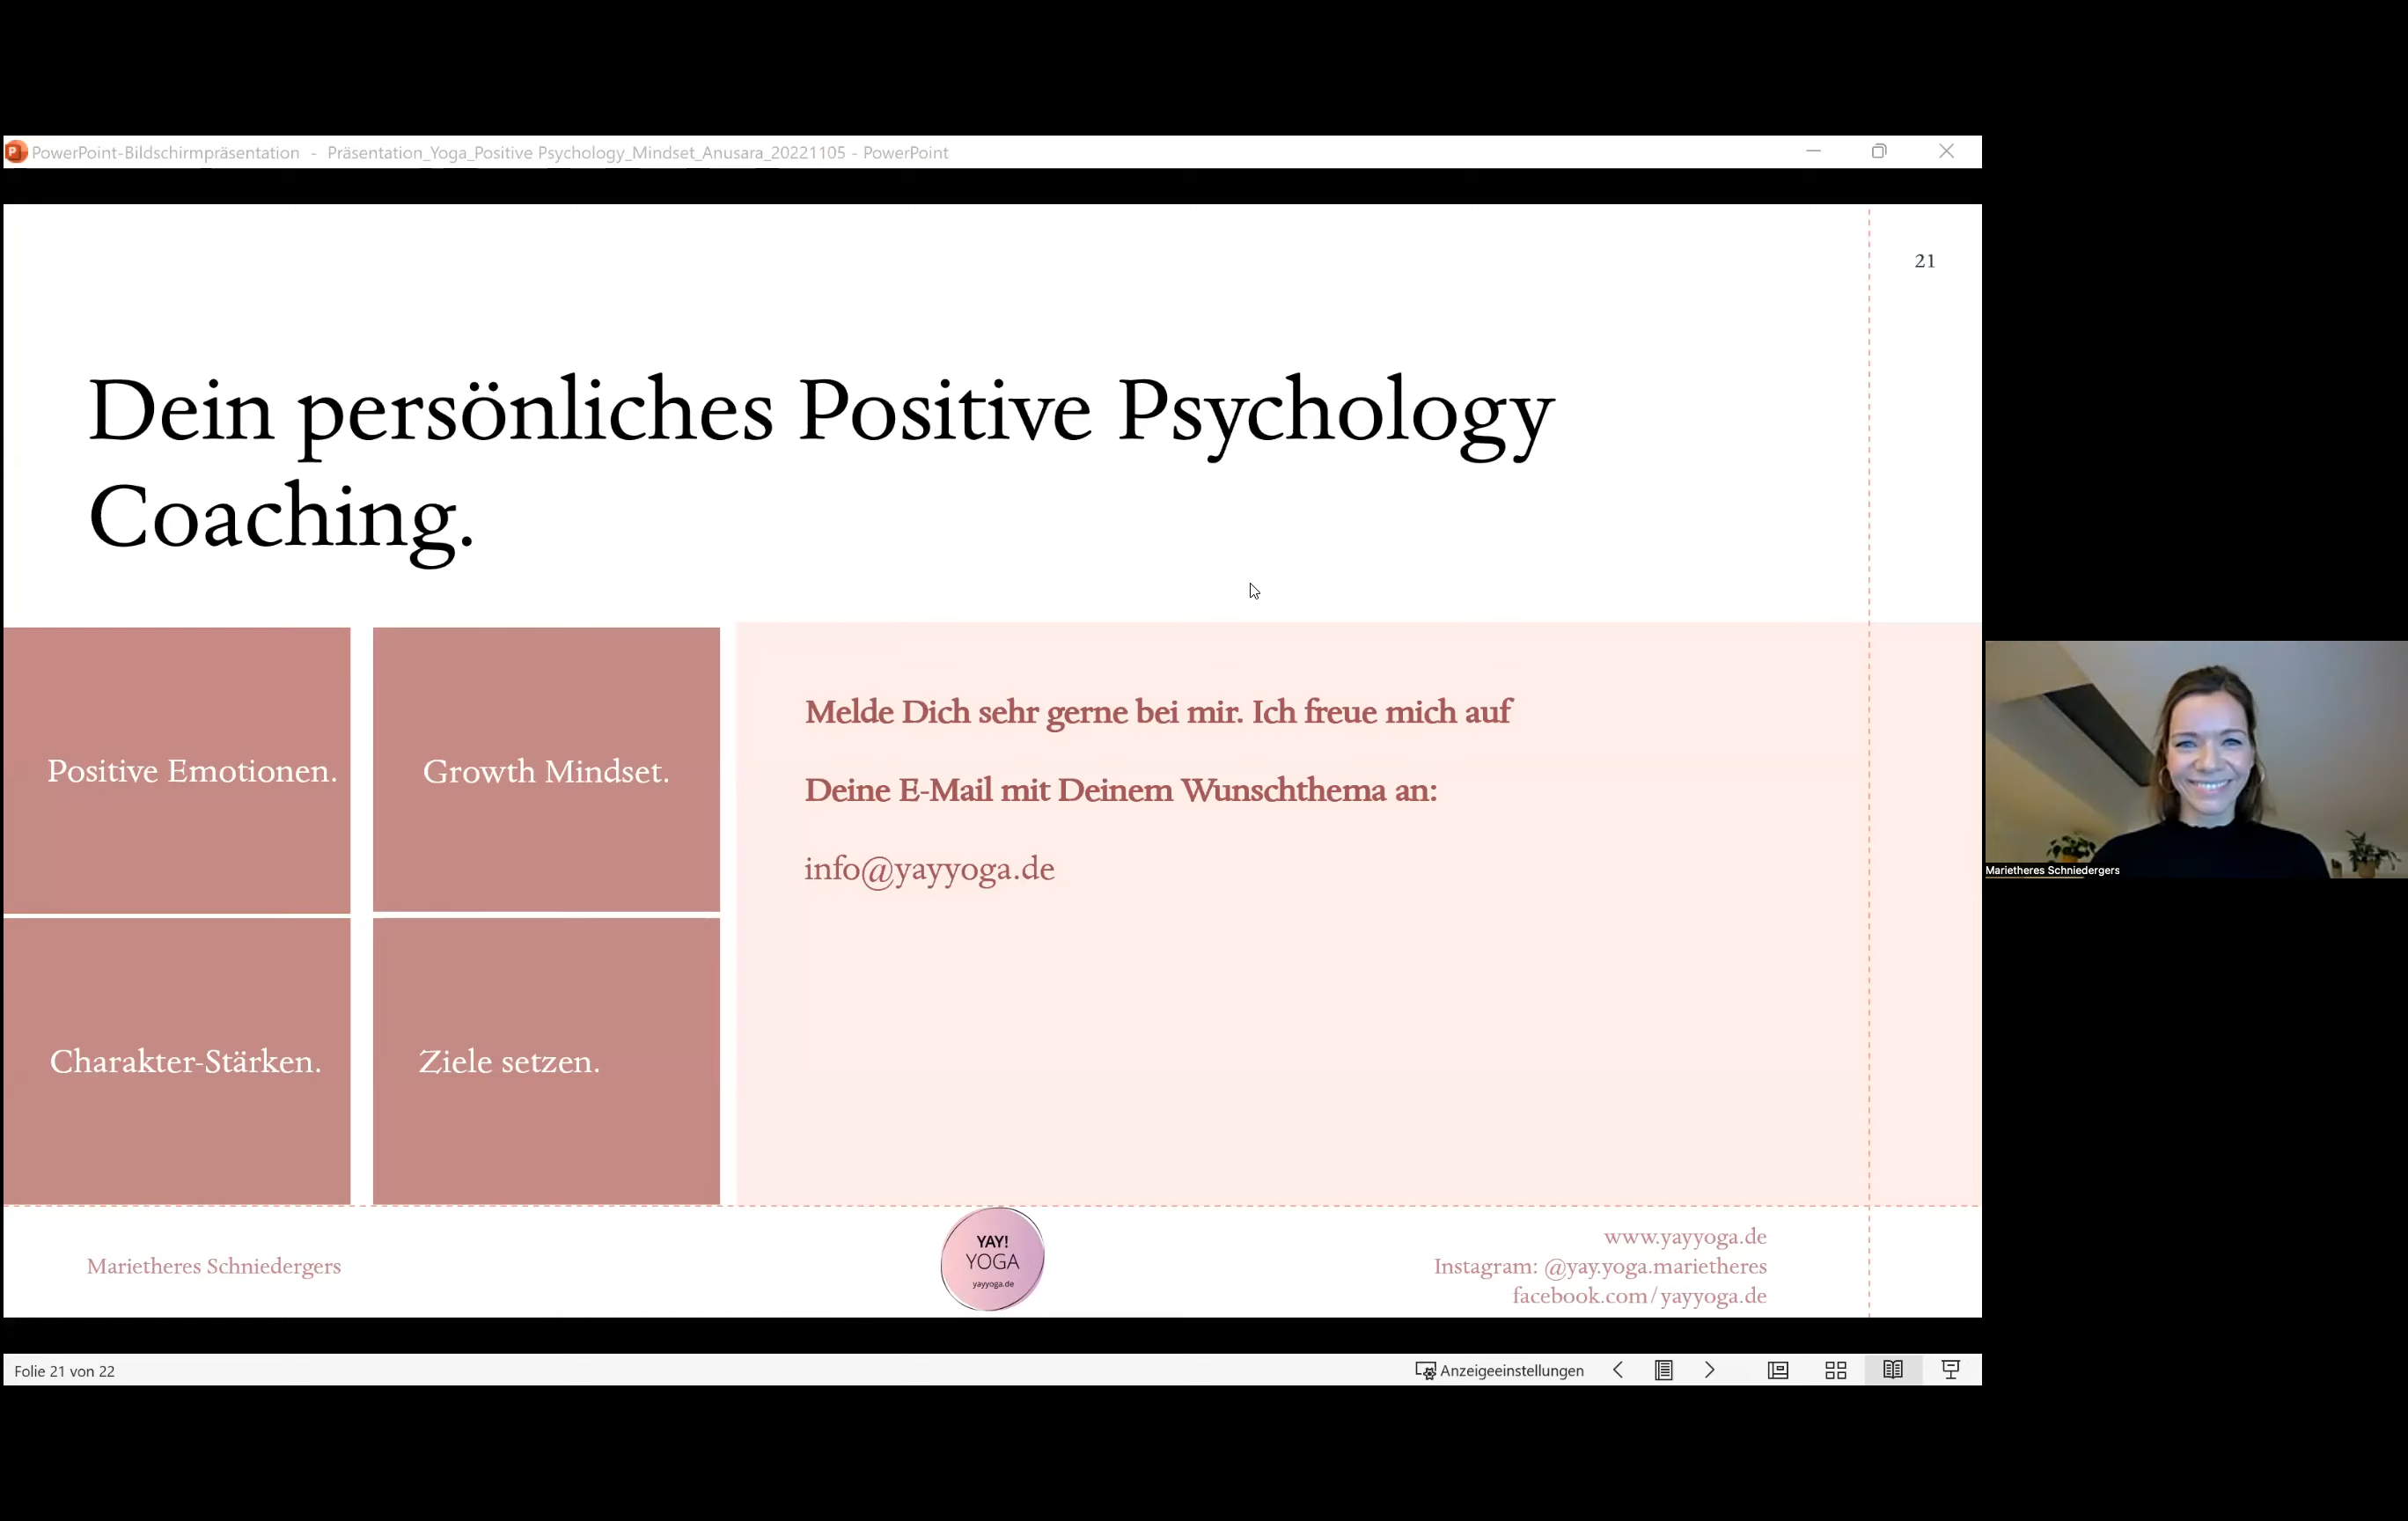 PowerPoint-Bildschirmpräsentation - Präsentation_Yoga_Positive Psychology_Mindset_Anusara_20221105 - PowerPoint
21
Dein persönliches Positive Psychology
Coaching.
Positive Emotionen.
Growth Mindset.
Charakter-Stärken.
Ziele setzen.
Melde Dich sehr gerne bei mir. Ich freue mich auf
Deine E-Mail mit Deinem Wunschthema an:
info@yayyoga.de
Marietheres Schniedergers
Marietheres Schniedergers
YAY!
YOGA
yayyoga.de
www.yayyoga.de
Instagram: @yay.yoga.marietheres
facebook.com/yayyoga.de
Folie 21 von 22
Anzeigeeinstellungen